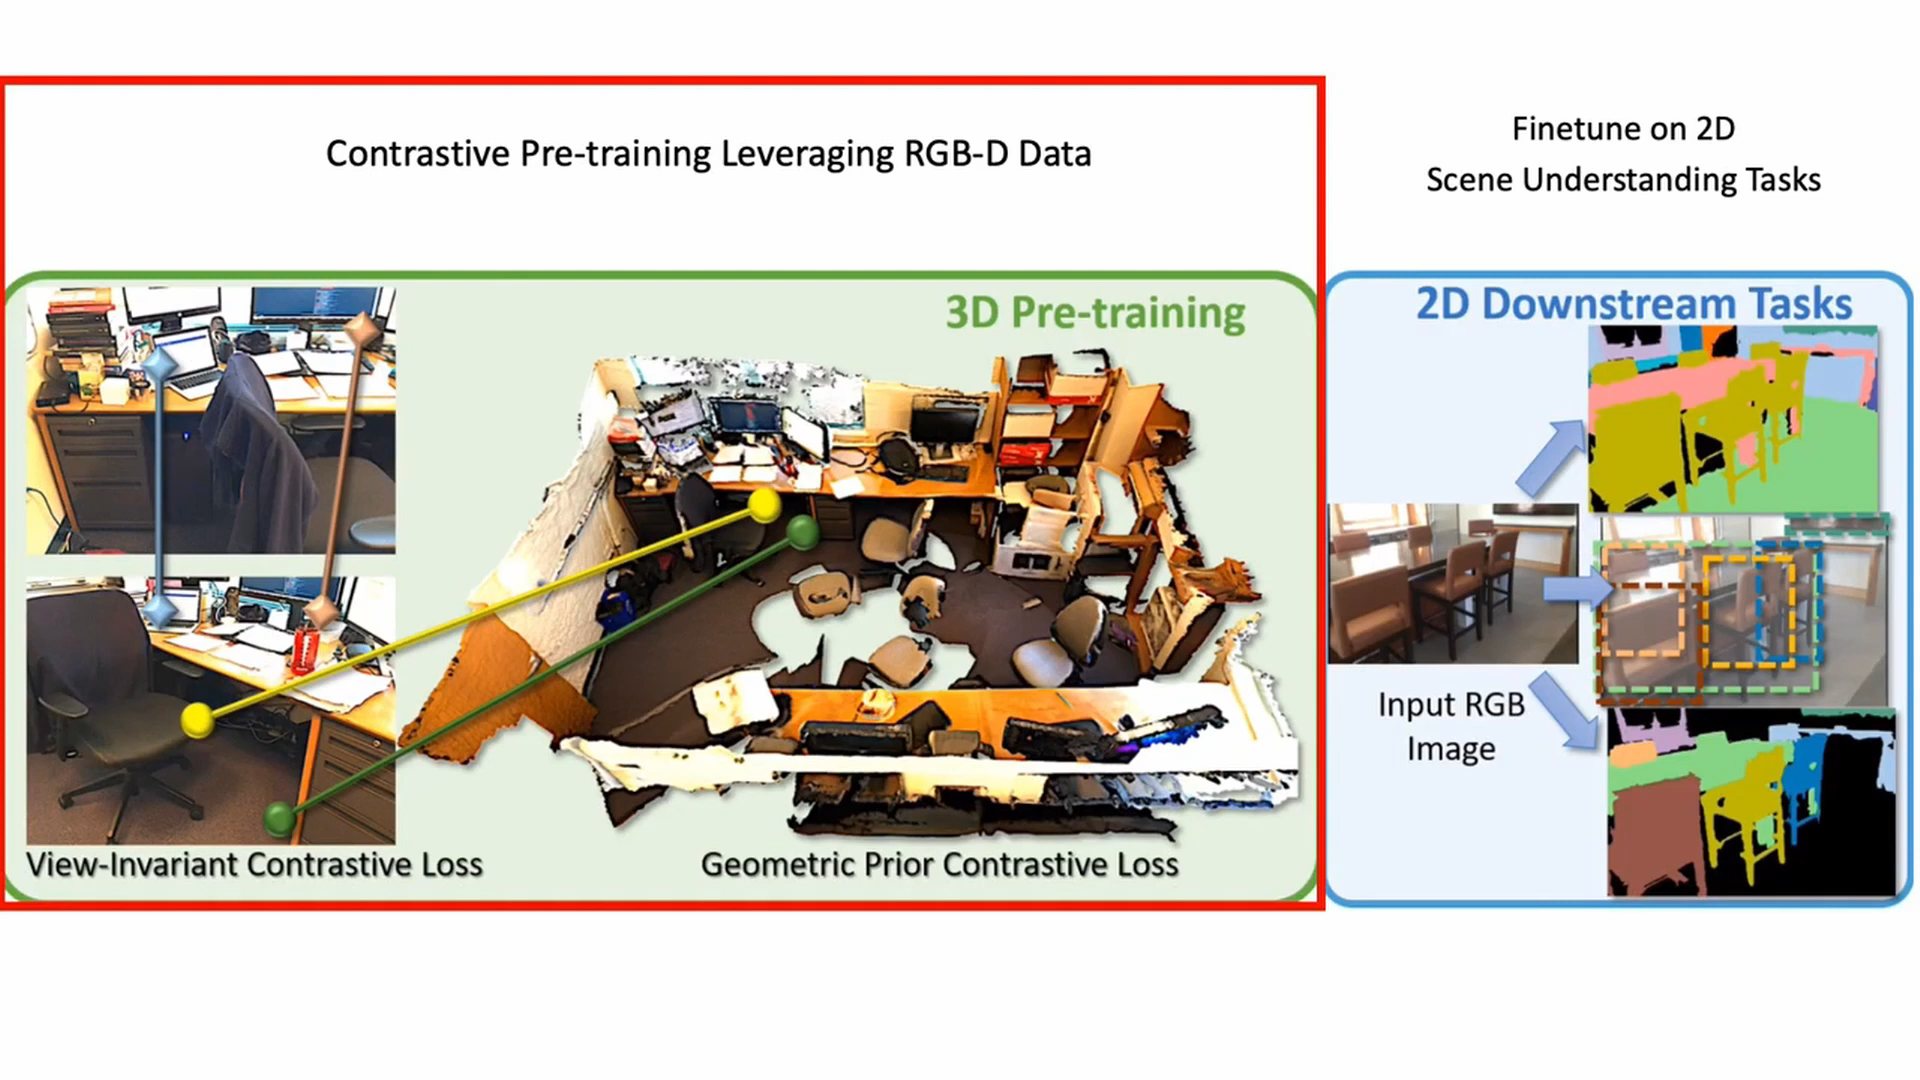 Contrastive Pre-training Leveraging RGB-D Data
Finetune on 2D
Scene Understanding Tasks
3D Pre-training
View-Invariant Contrastive Loss
Geometric Prior Contrastive Loss
2D Downstream Tasks
Input RGB
Image